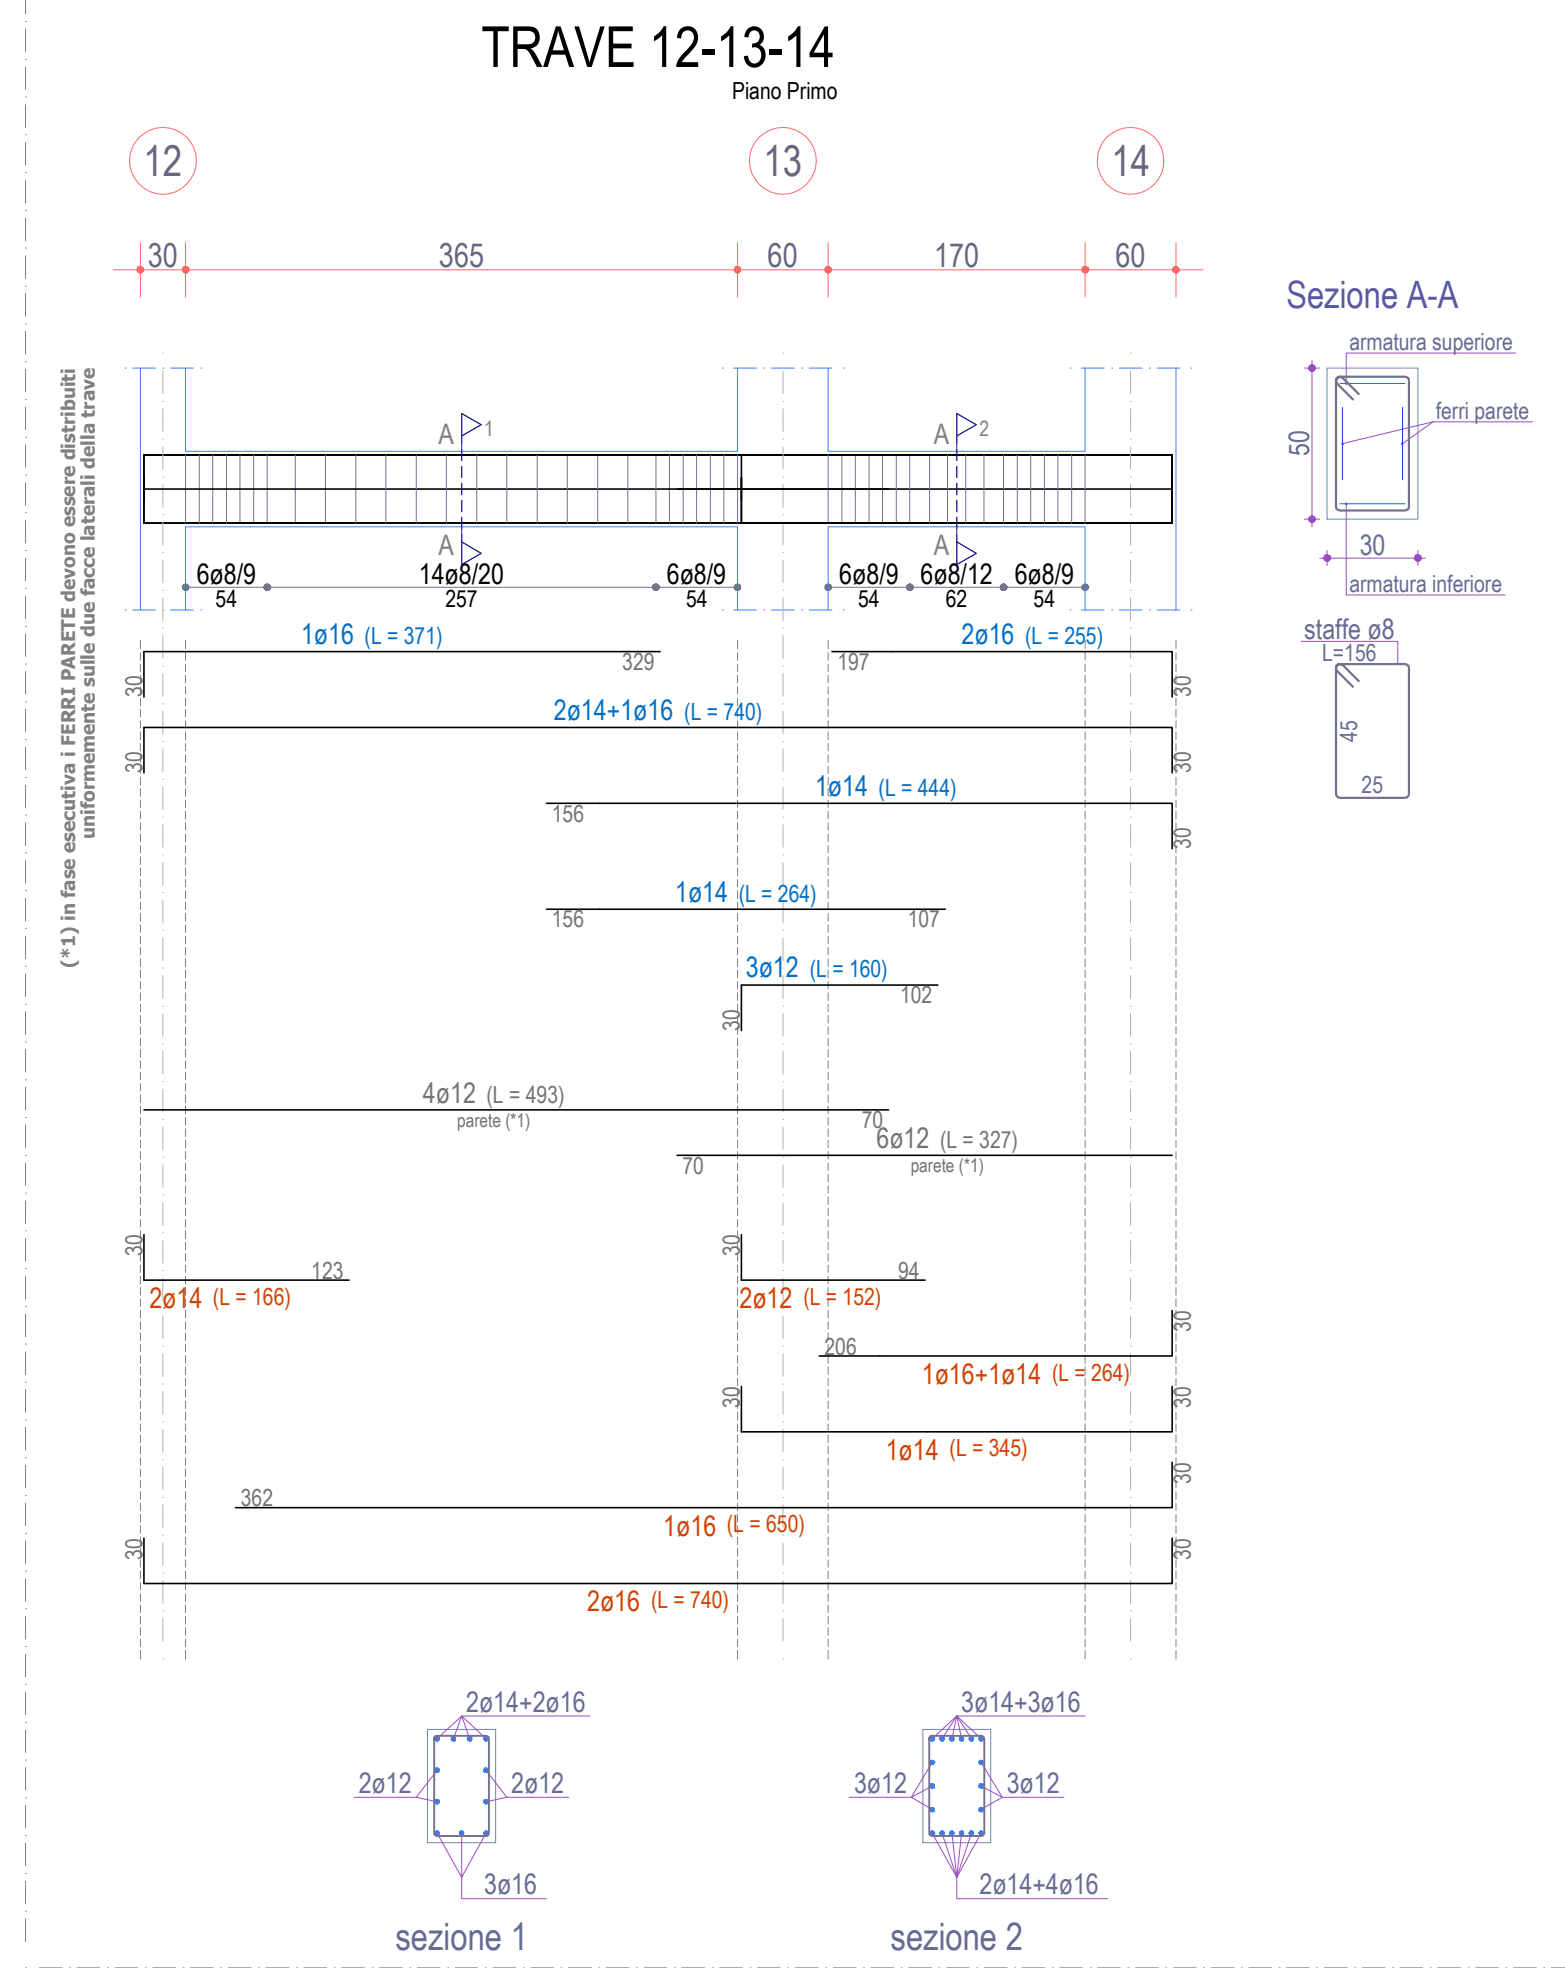 TRAVE 12-13-14
Piano Primo
12
13
14
30
365
60
170
60
Sezione A-A
armatura superiore
ferri parete
50
30
armatura inferiore
staffe ø8
L=156
45
25
(*1) in fase esecutiva i FERRI PARETE devono essere distribuiti
uniformemente sulle due facce laterali della trave
A
1
A
2
A
A
6ø8/9
14ø8/20
6ø8/9
6ø8/9
6ø8/12
6ø8/9
54
257
54
54
62
54
1ø16 (L = 371)
2ø16 (L = 255)
329
197
30
30
2ø14+1ø16 (L = 740)
30
30
1ø14 (L = 444)
156
30
1ø14 (L = 264)
156
107
3ø12 (L = 160)
102
30
4ø12 (L = 493)
parete (*1)
70
6ø12 (L = 327)
70
parete (*1)
30
123
30
94
2ø14 (L = 166)
2ø12 (L = 152)
30
206
1ø16+1ø14 (L = 264)
30
30
1ø14 (L = 345)
30
362
1ø16 (L = 650)
30
30
2ø16 (L = 740)
2ø14+2ø16
3ø14+3ø16
2ø12
2ø12
3ø12
3ø12
3ø16
2ø14+4ø16
sezione 1
sezione 2